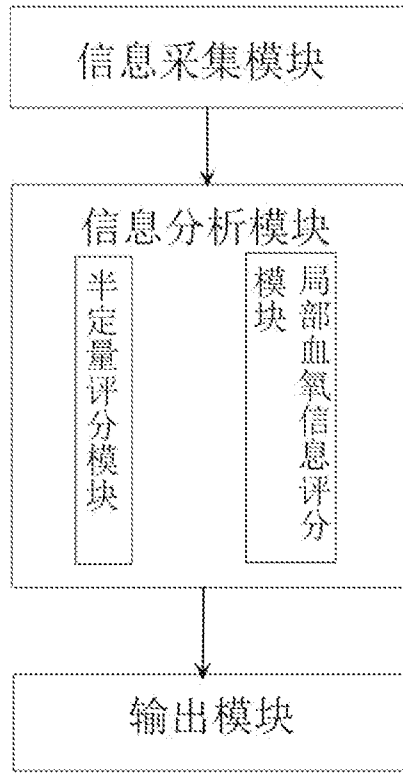 信息采集模块
信息分析模块
半定量评分模块
局部血氧信息评分
模块
输出模块